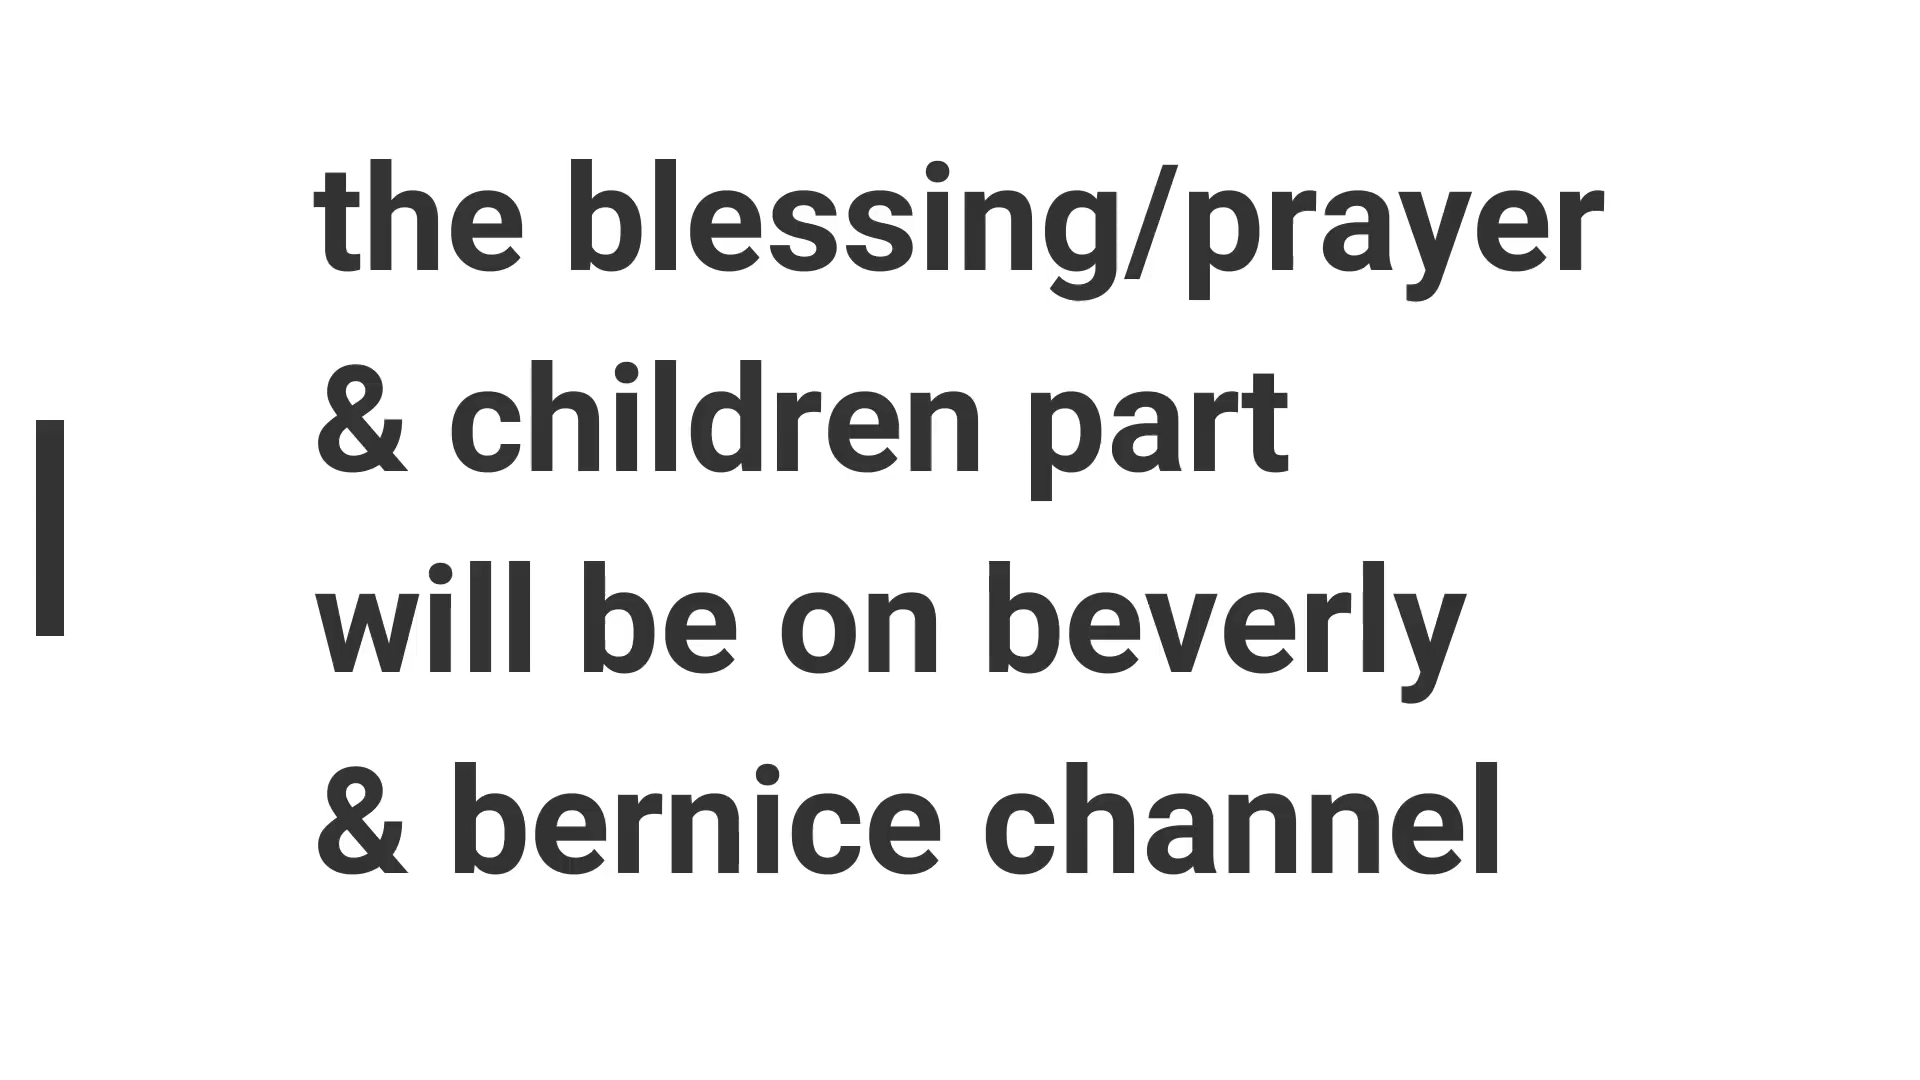 the blessing/prayer
& children part
will be on beverly
& bernice channel